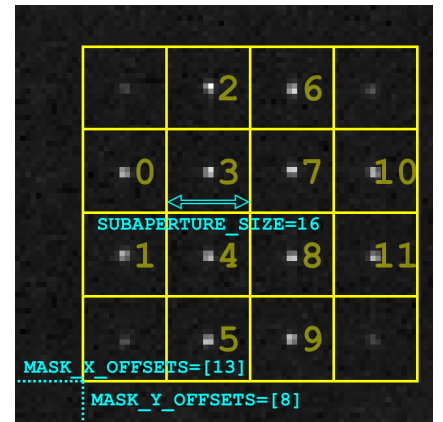 2 6
0 3 7 10
SUBAPERTURE_SIZE=16
1 4 8 11
5 9
MASK_X_OFFSETS=[13]
MASK_Y_OFFSETS=[8]